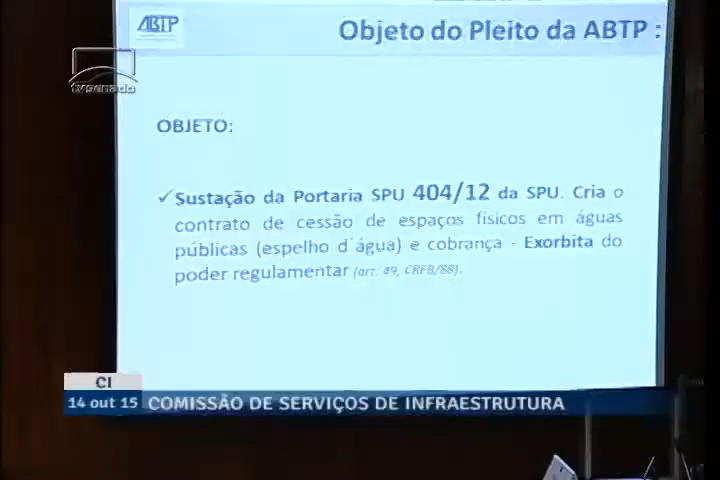 ABTP
Objeto do Pleito da ABTP :
tv senado
OBJETO:
✓Sustação da Portaria SPU 404/12 da SPU. Cria o
contrato de cessão de espaços físicos em águas
públicas (espelho d´água) e cobrança - Exorbita do
poder regulamentar (art. 49, CRFB/88).
CI
14 out 15 COMISSÃO DE SERVIÇOS DE INFRAESTRUTURA